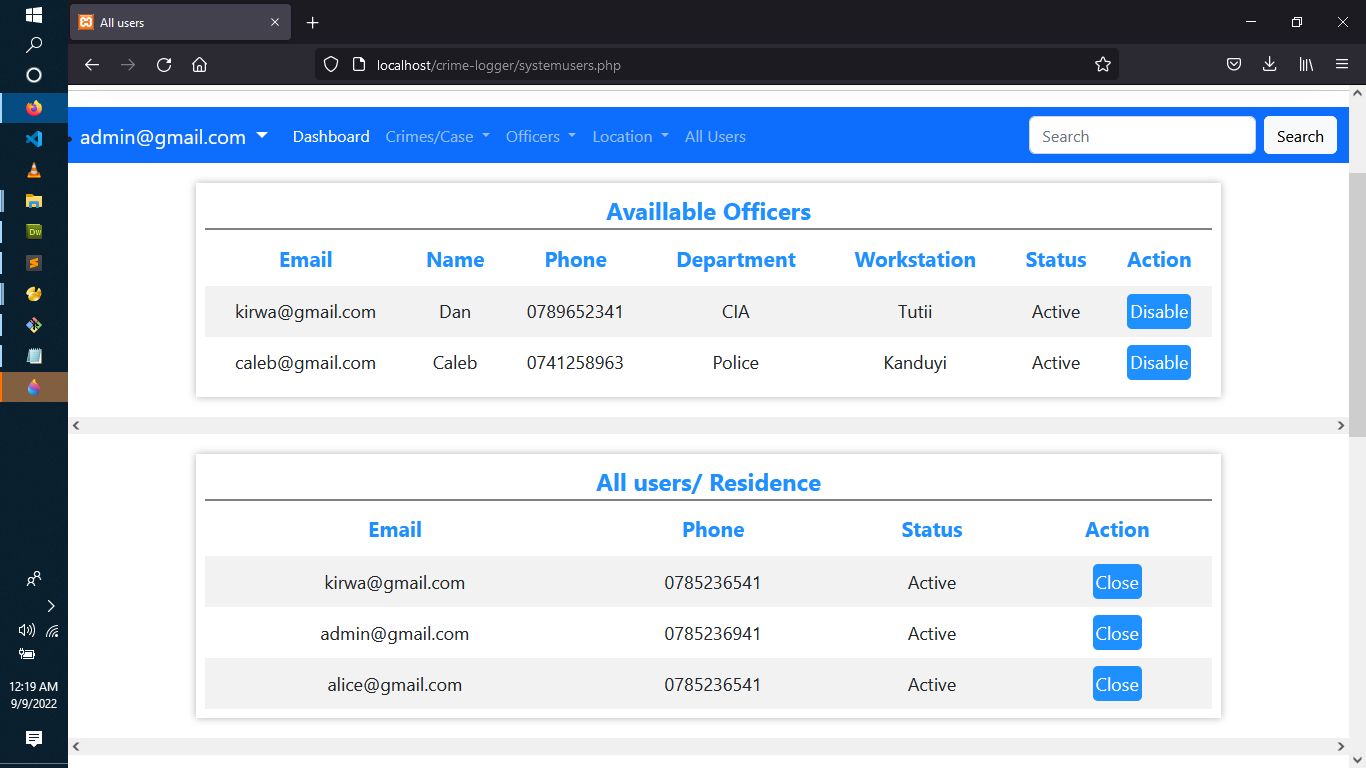 All users
localhost/crime-logger/systemusers.php
admin@gmail.com Dashboard Crimes/Case Officers Location All Users Search Search
Availlable Officers
Email Name Phone Department Workstation Status Action
kirwa@gmail.com Dan 0789652341 CIA Tutii Active Disable
caleb@gmail.com Caleb 0741258963 Police Kanduyi Active Disable
All users/ Residence
Email Phone Status Action
kirwa@gmail.com 0785236541 Active Close
admin@gmail.com 0785236941 Active Close
alice@gmail.com 0785236541 Active Close
Dw
12:19 AM
9/9/2022